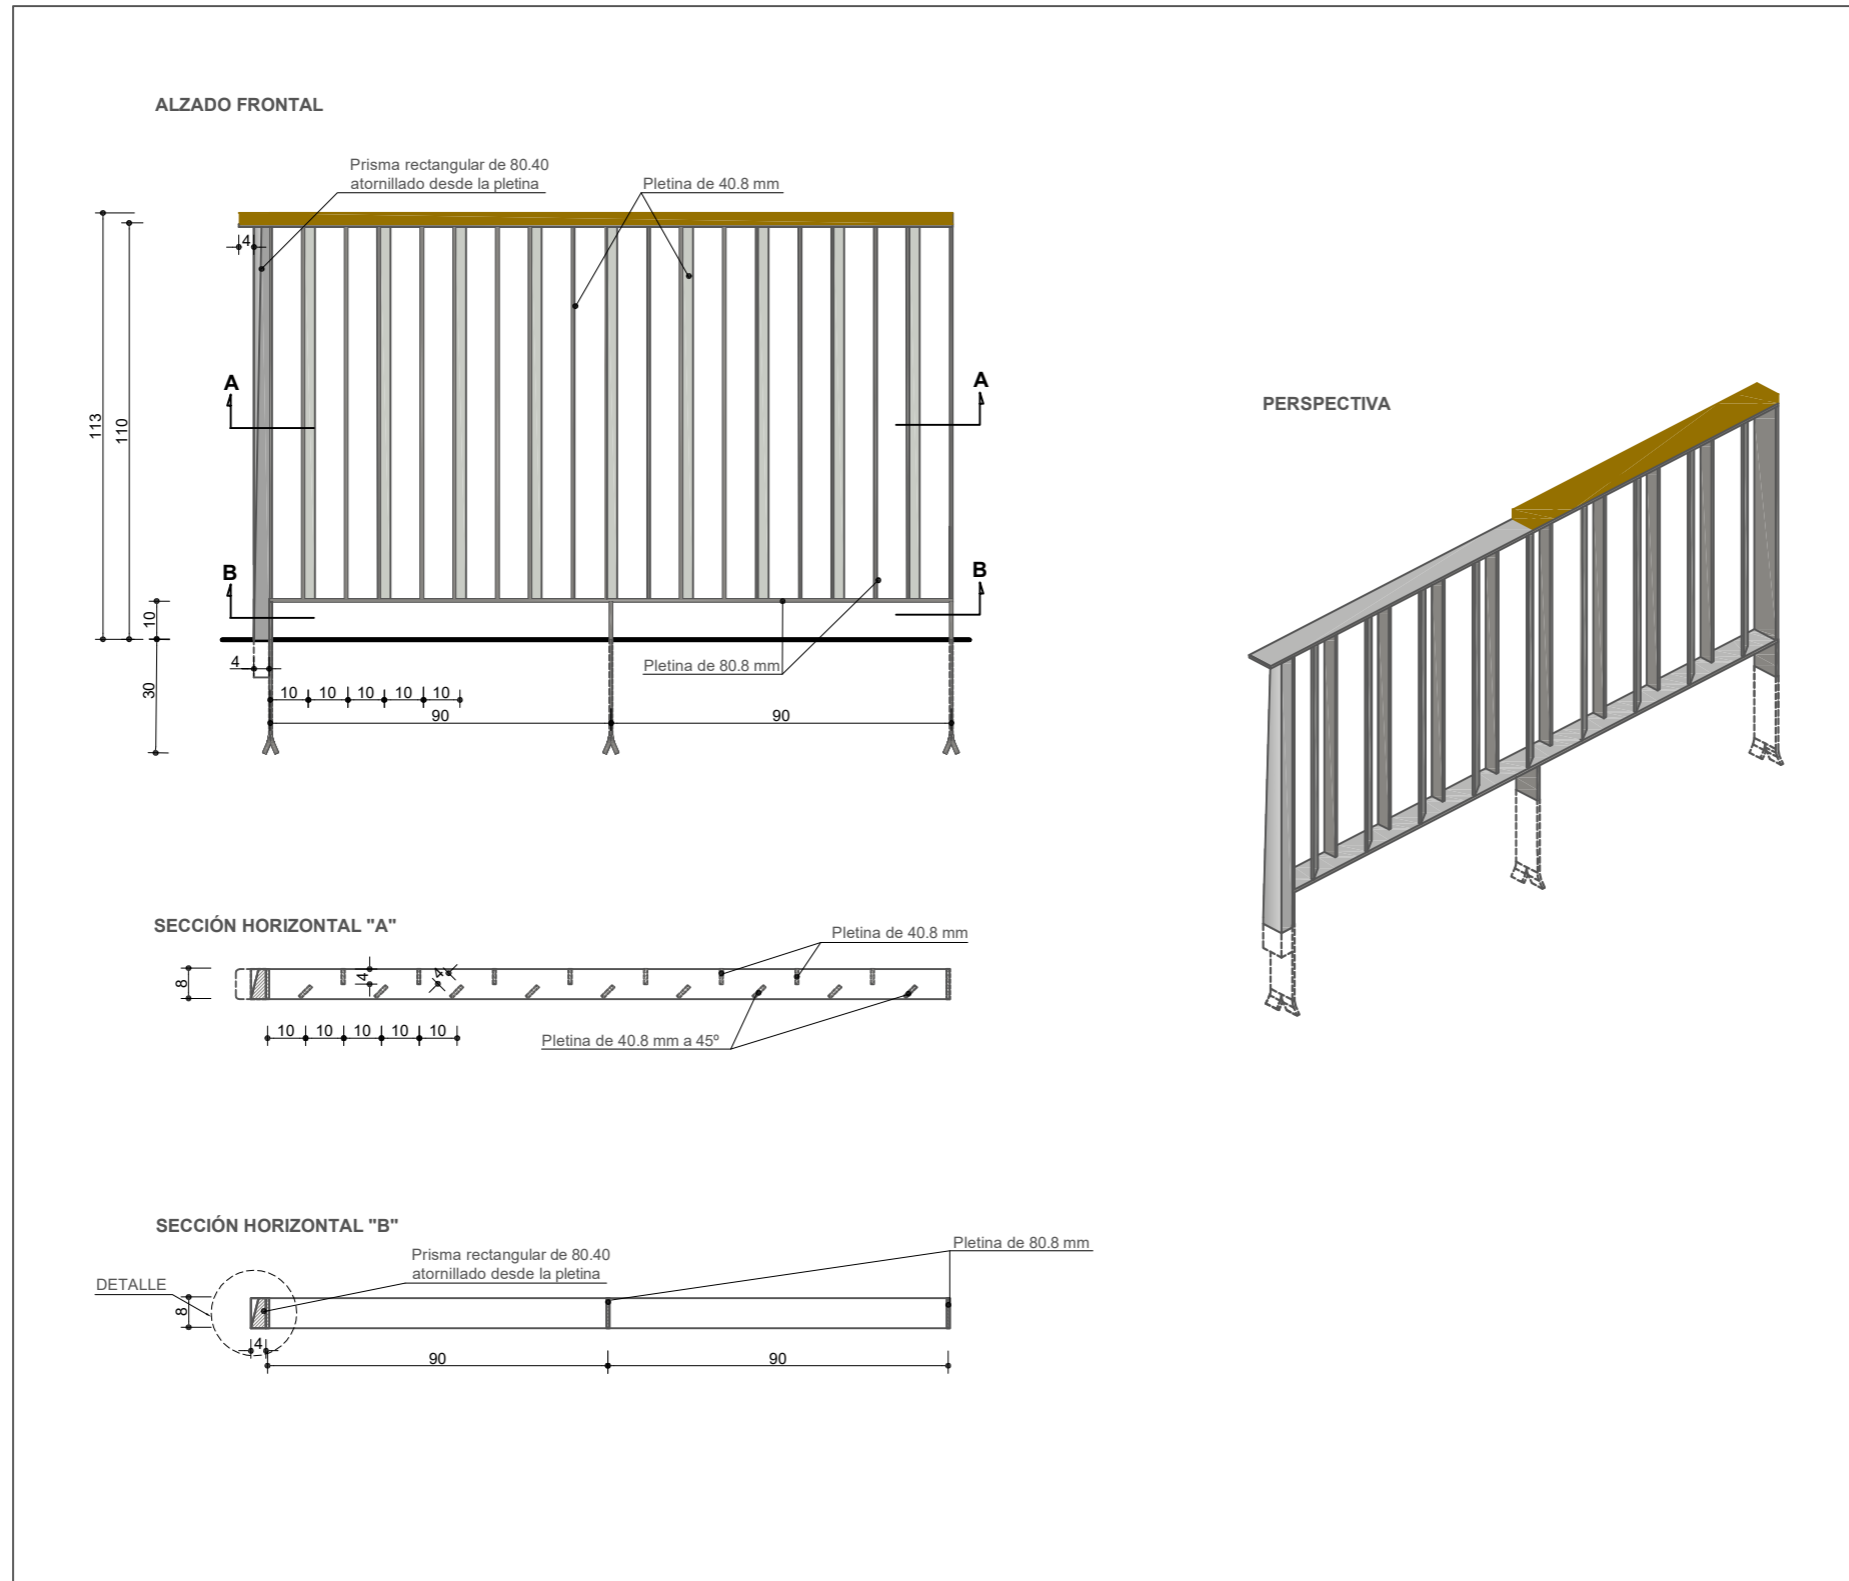 ALZADO FRONTAL
Prisma rectangular de 80.40
atornillado desde la pletina
Pletina de 40.8 mm
4
A
A
113
110
B
B
10
4
30
Pletina de 80.8 mm
10 10 10 10 10
90 90
PERSPECTIVA
SECCIÓN HORIZONTAL "A"
Pletina de 40.8 mm
8
4
4
10 10 10 10 10
Pletina de 40.8 mm a 45º
SECCIÓN HORIZONTAL "B"
Prisma rectangular de 80.40
atornillado desde la pletina
Pletina de 80.8 mm
DETALLE
8
4
90 90